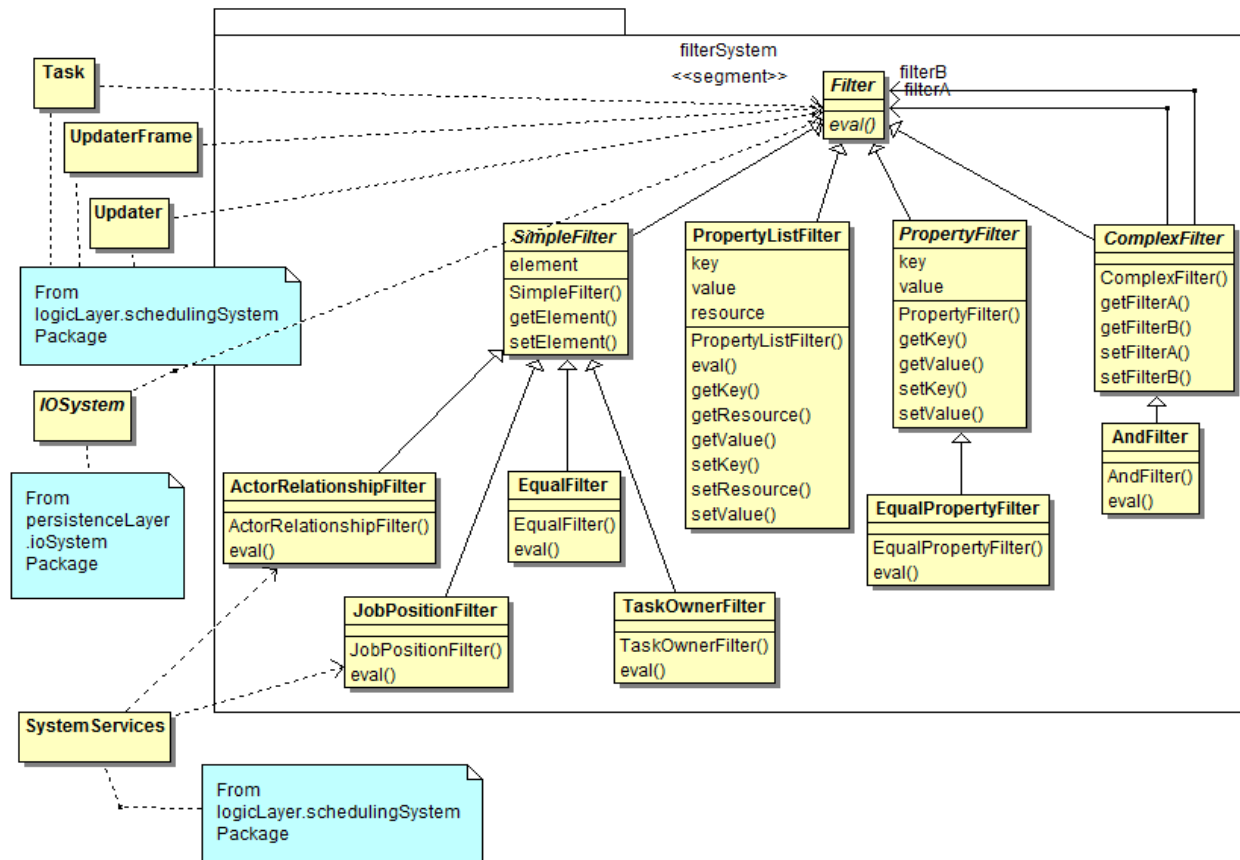 filterSystem
<<segment>>
Task
UpdaterFrame
Updater
From
logicLayer.schedulingSystem
Package
IOSystem
From
persistenceLayer
.ioSystem
Package
Filter
eval()
filterB
filterA
SimpleFilter
element
SimpleFilter()
getElement()
setElement()
PropertyListFilter
key
value
resource
PropertyListFilter()
eval()
getKey()
getResource()
getValue()
setKey()
setResource()
setValue()
PropertyFilter
key
value
PropertyFilter()
getKey()
getValue()
setKey()
setValue()
ComplexFilter
ComplexFilter()
getFilterA()
getFilterB()
setFilterA()
setFilterB()
ActorRelationshipFilter
ActorRelationshipFilter()
eval()
EqualFilter
EqualFilter()
eval()
EqualPropertyFilter
EqualPropertyFilter()
eval()
AndFilter
AndFilter()
eval()
JobPositionFilter
JobPositionFilter()
eval()
TaskOwnerFilter
TaskOwnerFilter()
eval()
SystemServices
From
logicLayer.schedulingSystem
Package